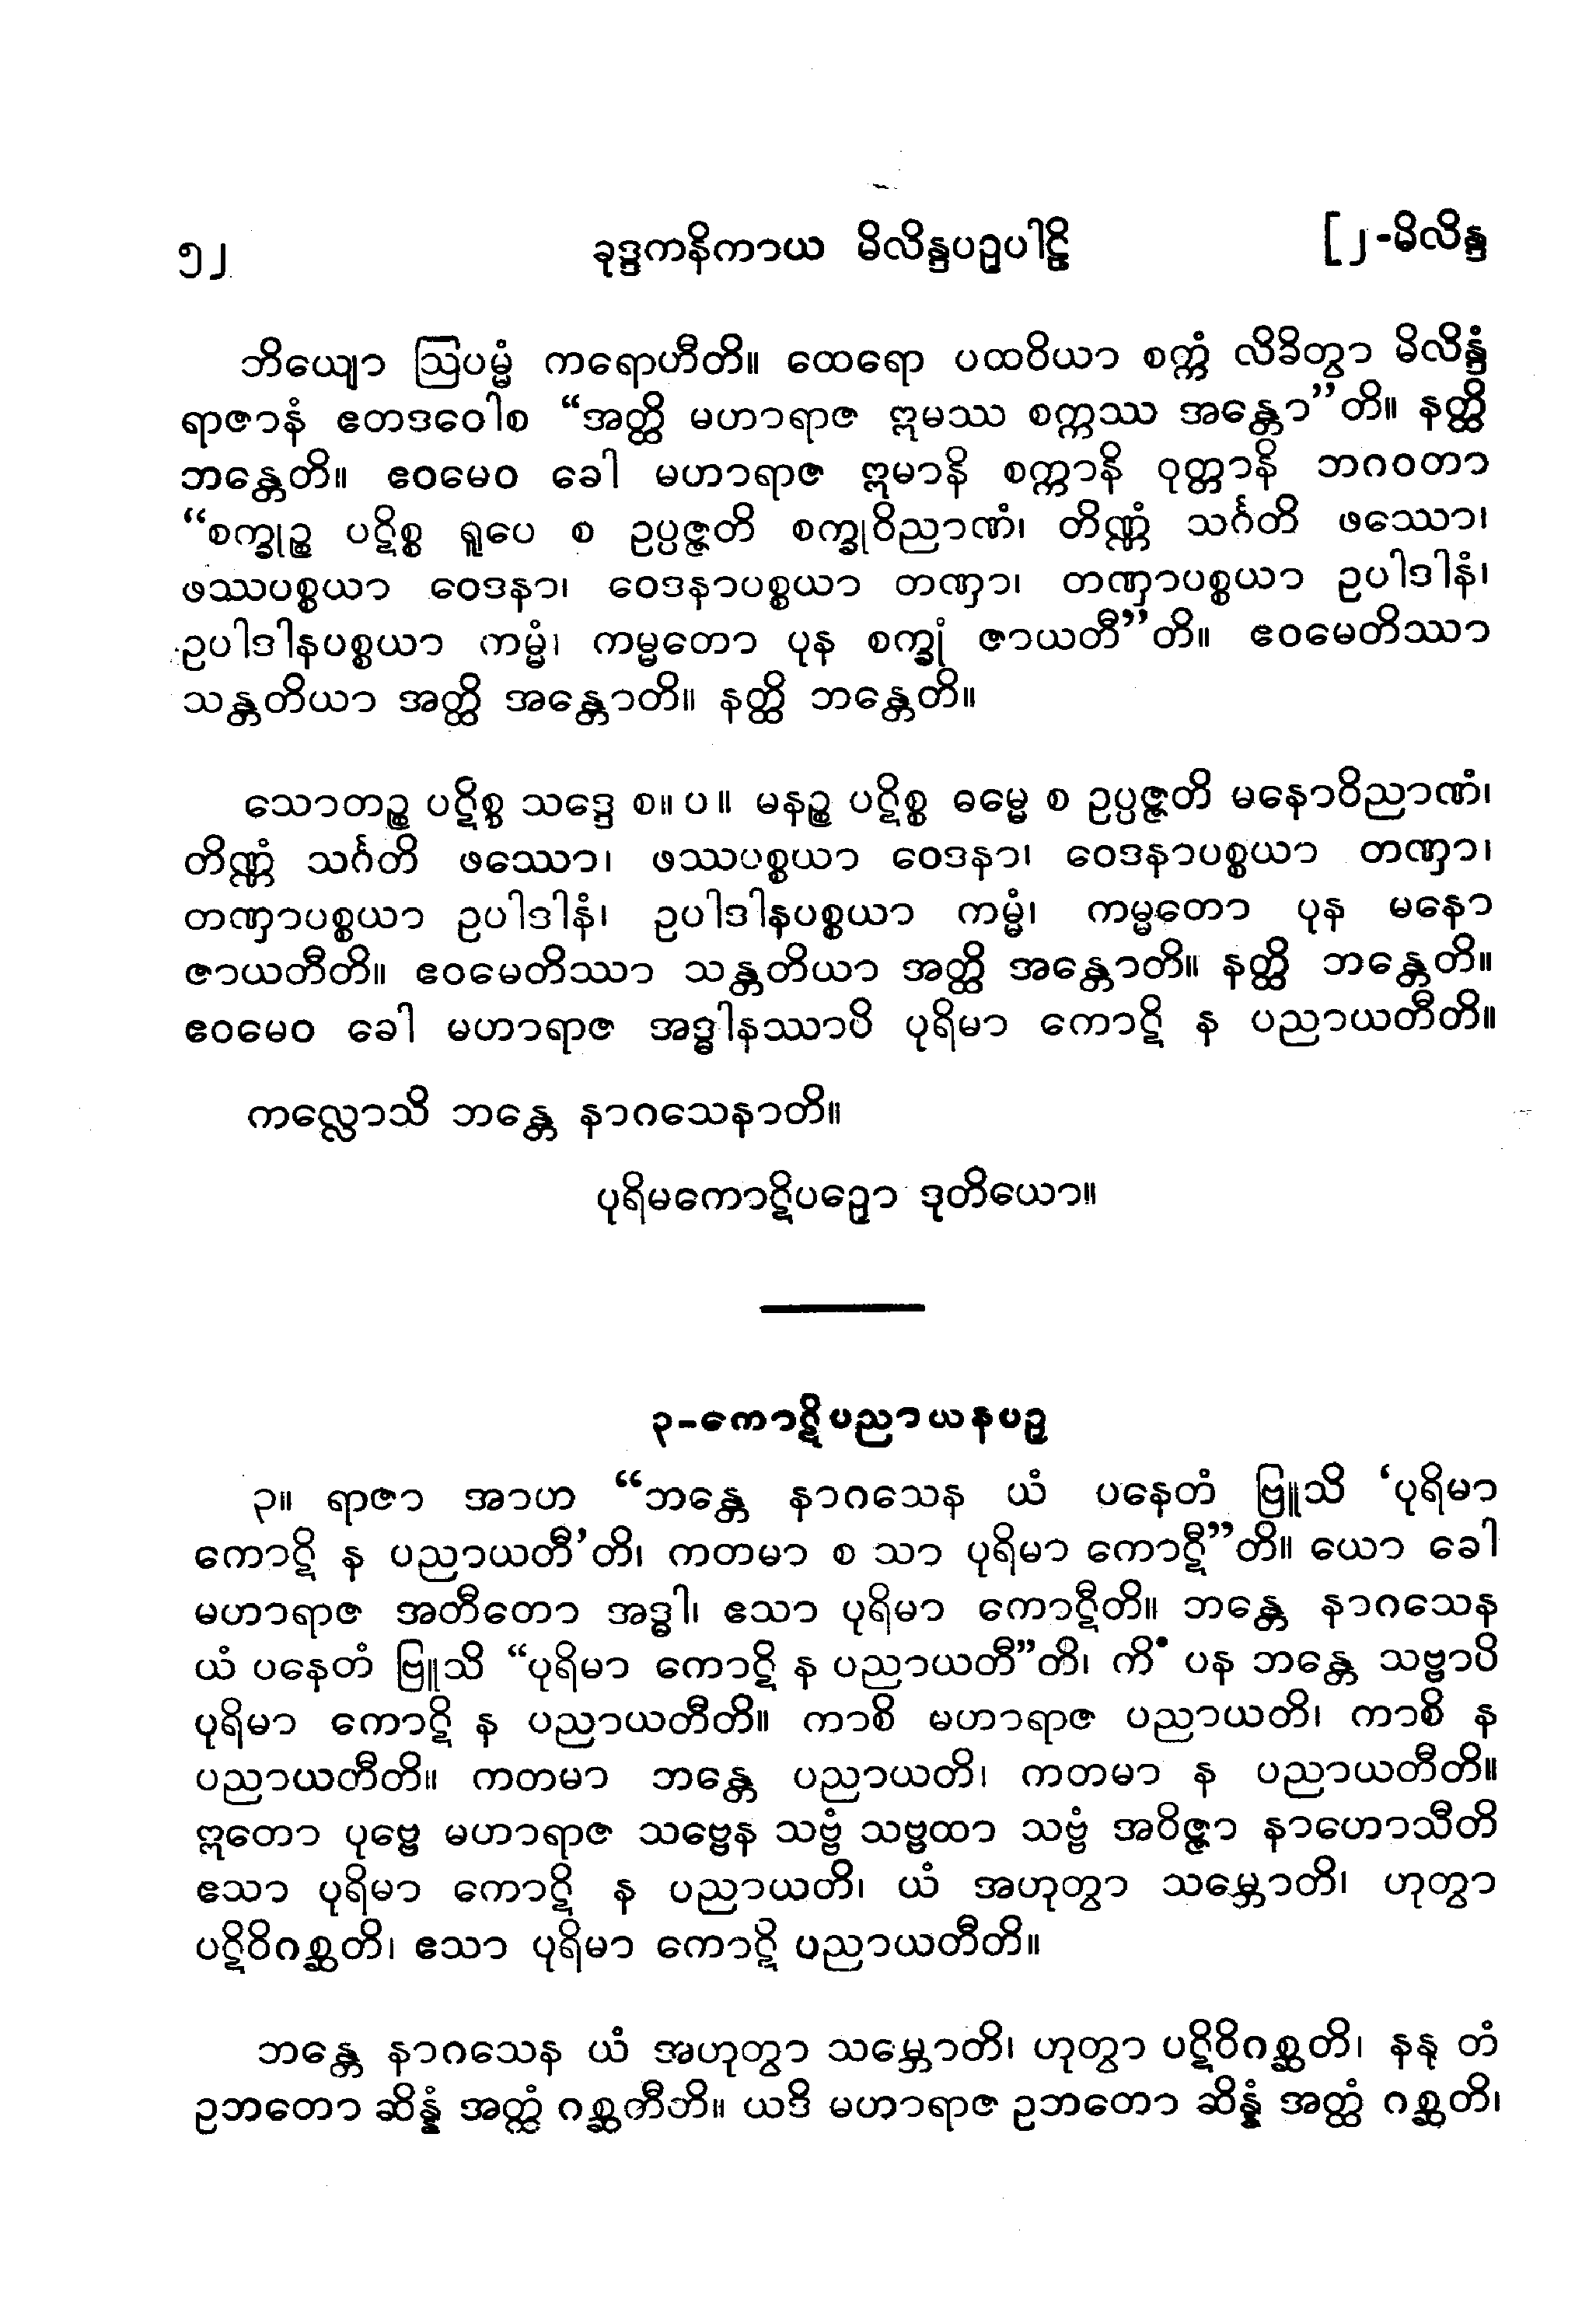 ၅၂ ခုဒ္ဒကနိကာယ မိလိန္ဒပဉှပါဠိ [၂-မိလိန္ဒ
ဘိယျော ဩပမ္မံ ကရောဟီတိ။ ထေရော ပထဝိယာ စက္ကံ လိခိတွာ မိလိန္ဒံ
ရာဇာနံ ဧတဒဝေါစ “အတ္ထိ မဟာရာဇ ဣမဿ စက္ကဿ အန္တော”တိ။ နတ္ထိ
ဘန္တေတိ။ ဧဝမေဝ ခေါ မဟာရာဇ ဣမာနိ စက္ကာနိ ဝုတ္တာနိ ဘဂဝတာ
“စက္ခုဉ္စ ပဋိစ္စ ရူပေ စ ဥပ္ပဇ္ဇတိ စက္ခုဝိညာဏံ၊ တိဏ္ဏံ သင်္ဂတိ ဖဿော၊
ဖဿပစ္စယာ ဝေဒနာ၊ ဝေဒနာပစ္စယာ တဏှာ၊ တဏှာပစ္စယာ ဥပါဒါနံ၊
ဥပါဒါနပစ္စယာ ကမ္မံ၊ ကမ္မတော ပုန စက္ခုံ ဇာယတီ”တိ။ ဧဝမေတိဿာ
သန္တတိယာ အတ္ထိ အန္တောတိ။ နတ္ထိ ဘန္တေတိ။
သောတဉ္စ ပဋိစ္စ သဒ္ဒေ စ။ ပ။ မနဉ္စ ပဋိစ္စ ဓမ္မေ စ ဥပ္ပဇ္ဇတိ မနောဝိညာဏံ၊
တိဏ္ဏံ သင်္ဂတိ ဖဿော၊ ဖဿပစ္စယာ ဝေဒနာ၊ ဝေဒနာပစ္စယာ တဏှာ၊
တဏှာပစ္စယာ ဥပါဒါနံ၊ ဥပါဒါနပစ္စယာ ကမ္မံ၊ ကမ္မတော ပုန မနော
ဇာယတီတိ။ ဧဝမေတိဿာ သန္တတိယာ အတ္ထိ အန္တောတိ။ နတ္ထိ ဘန္တေတိ။
ဧဝမေဝ ခေါ မဟာရာဇ အဒ္ဓါနဿာပိ ပုရိမာ ကောဋိ န ပညာယတီတိ။
ကလ္လောသိ ဘန္တေ နာဂသေနာတိ။
ပုရိမကောဋိပဉှော ဒုတိယော။
၃-ကောဋိပညာယနပဉှ
၃။ ရာဇာ အာဟ “ဘန္တေ နာဂသေန ယံ ပနေတံ ဗြူသိ ‘ပုရိမာ
ကောဋိ န ပညာယတီ’တိ၊ ကတမာ စ သာ ပုရိမာ ကောဋီ”တိ။ ယော ခေါ
မဟာရာဇ အတီတော အဒ္ဓါ၊ ဧသာ ပုရိမာ ကောဋီတိ။ ဘန္တေ နာဂသေန
ယံ ပနေတံ ဗြူသိ “ပုရိမာ ကောဋိ န ပညာယတီ”တိ၊ ကိံ ပန ဘန္တေ သဗ္ဗာပိ
ပုရိမာ ကောဋိ န ပညာယတီတိ။ ကာစိ မဟာရာဇ ပညာယတိ၊ ကာစိ န
ပညာယတီတိ။ ကတမာ ဘန္တေ ပညာယတိ၊ ကတမာ န ပညာယတီတိ။
ဣတော ပုဗ္ဗေ မဟာရာဇ သဗ္ဗေန သဗ္ဗံ သဗ္ဗထာ သဗ္ဗံ အဝိဇ္ဇာ နာဟောသီတိ
ဧသာ ပုရိမာ ကောဋိ န ပညာယတိ၊ ယံ အဟုတွာ သမ္ဘောတိ၊ ဟုတွာ
ပဋိဝိဂစ္ဆတိ၊ ဧသာ ပုရိမာ ကောဋိ ပညာယတီတိ။
ဘန္တေ နာဂသေန ယံ အဟုတွာ သမ္ဘောတိ၊ ဟုတွာ ပဋိဝိဂစ္ဆတိ၊ နနု တံ
ဥဘတော ဆိန္နံ အတ္ထံ ဂစ္ဆတီတိ။ ယဒိ မဟာရာဇ ဥဘတော ဆိန္နံ အတ္ထံ ဂစ္ဆတိ၊